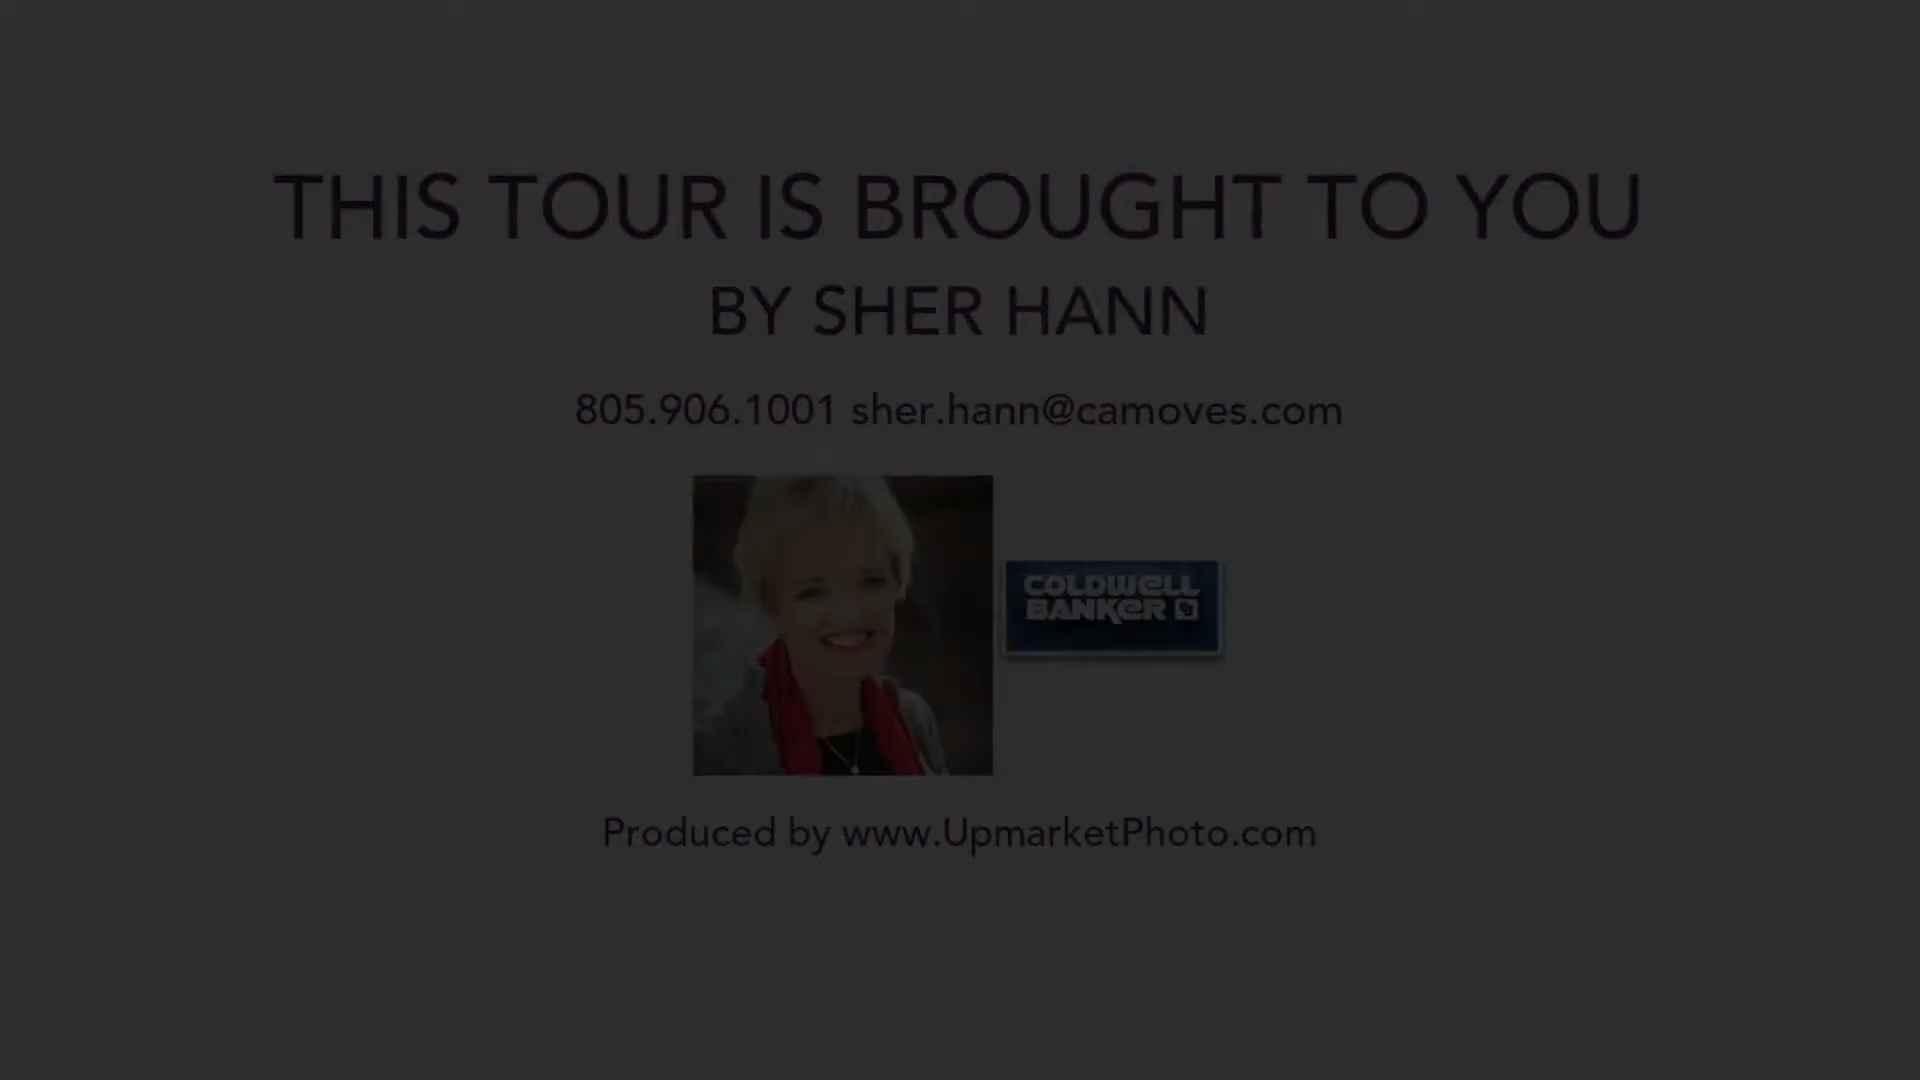 THIS TOUR IS BROUGHT TO YOU
BY SHER HANN
805.906.1001 sher.hann@camoves.com
COLDWELL
BANKER
Produced by www.UpmarketPhoto.com